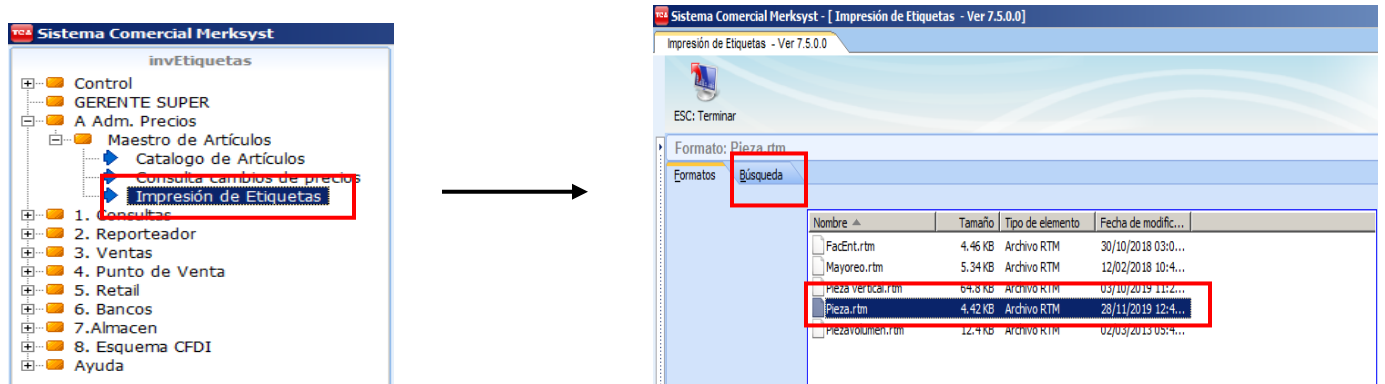 TCA Sistema Comercial Merksyst
invEtiquetas
Control
GERENTE SUPER
A Adm. Precios
Maestro de Artículos
Catalogo de Artículos
Consulta cambios de precios
Impresión de Etiquetas
1. Consultas
2. Reporteador
3. Ventas
4. Punto de Venta
5. Retail
6. Bancos
7.Almacen
8. Esquema CFDI
Ayuda
TCA Sistema Comercial Merksyst - [ Impresión de Etiquetas - Ver 7.5.0.0]
Impresión de Etiquetas - Ver 7.5.0.0
ESC: Terminar
Formato: Pieza.rtm
Formatos Búsqueda
Nombre Tamaño Tipo de elemento Fecha de modific...
FacEnt.rtm 4.46 KB Archivo RTM 30/10/2018 03:0...
Mayoreo.rtm 5.34 KB Archivo RTM 12/02/2018 10:4...
Pieza Vertical.rtm 64.8 KB Archivo RTM 03/10/2019 11:2...
Pieza.rtm 4.42 KB Archivo RTM 28/11/2019 12:4...
PiezaVolumen.rtm 12.4 KB Archivo RTM 02/03/2013 05:4...